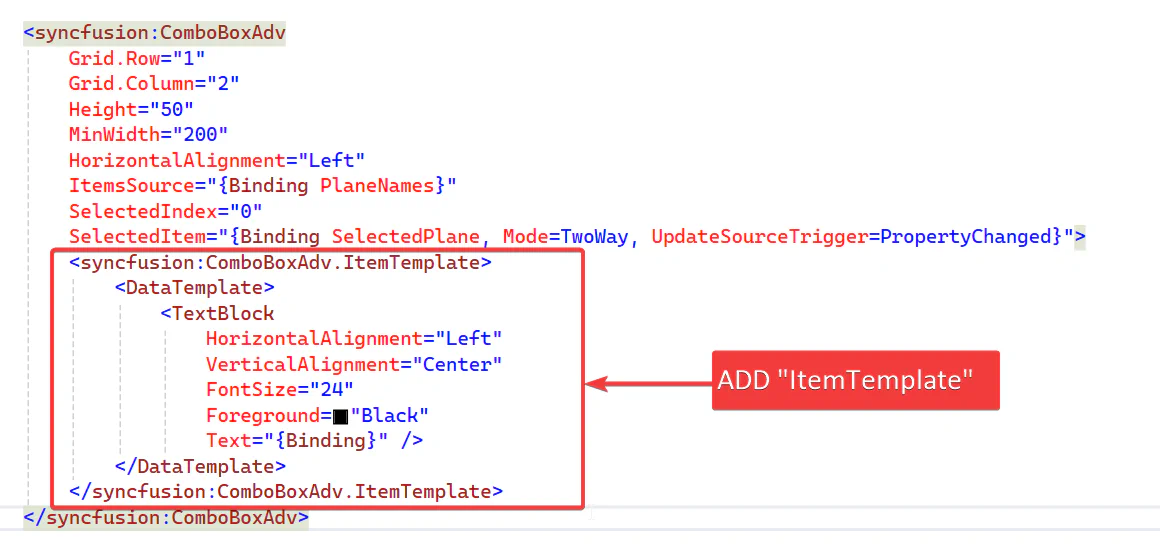 <syncfusion:ComboBoxAdv
Grid.Row="1"
Grid.Column="2"
Height="50"
MinWidth="200"
HorizontalAlignment="Left"
ItemsSource="{Binding PlaneNames}"
SelectedIndex="0"
SelectedItem="{Binding SelectedPlane, Mode=TwoWay, UpdateSourceTrigger=PropertyChanged}">
<syncfusion:ComboBoxAdv.ItemTemplate>
<DataTemplate>
<TextBlock
HorizontalAlignment="Left"
VerticalAlignment="Center"
FontSize="24"
Foreground="Black"
Text="{Binding}" />
</DataTemplate>
</syncfusion:ComboBoxAdv.ItemTemplate>
</syncfusion:ComboBoxAdv>
ADD "ItemTemplate"